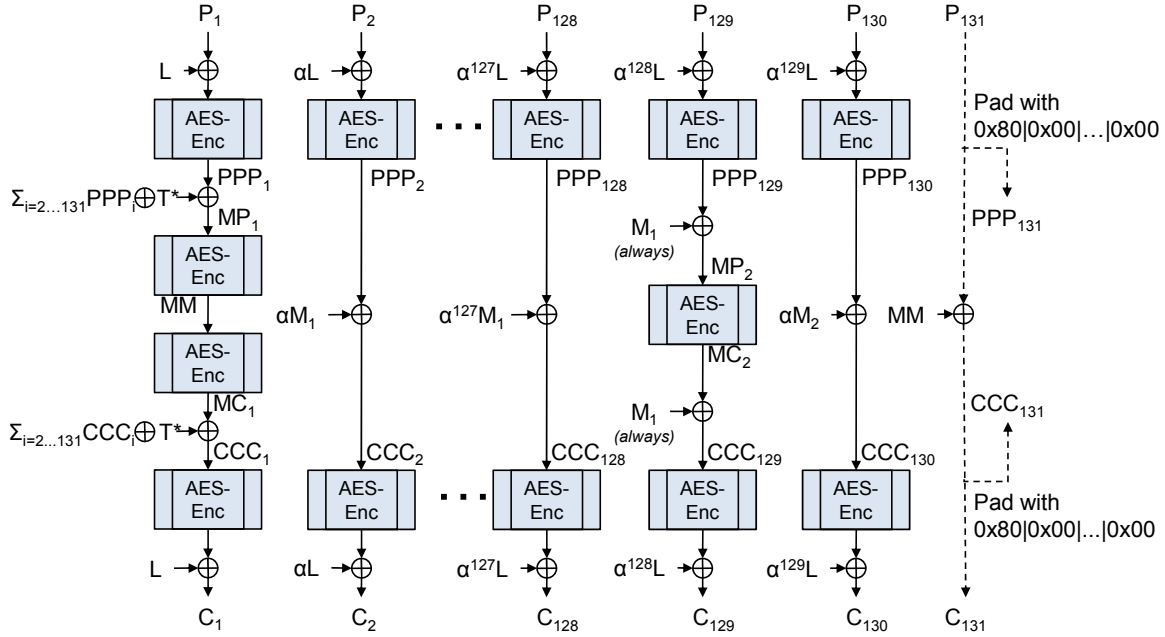 P₁ P₂ P₁₂₈ P₁₂₉ P₁₃₀ P₁₃₁
L αL α¹²⁷L α¹²⁸L α¹²⁹L
AES-
Enc
AES-
Enc
. . .
AES-
Enc
AES-
Enc
AES-
Enc
Pad with
0x80|0x00|…|0x00
PPP₁ PPP₂ PPP₁₂₈ PPP₁₂₉ PPP₁₃₀
Σᵢ₌₂…₁₃₁PPPᵢ⊕T*
PPP₁₃₁
MP₁
M₁
(always)
MP₂
AES-
Enc
MM
αM₁ α¹²⁷M₁
AES-
Enc
αM₂ MM
AES-
Enc
MC₂
MC₁
Σᵢ₌₂…₁₃₁CCCᵢ⊕T*
M₁
(always)
CCC₁₃₁
CCC₁ CCC₂ CCC₁₂₈ CCC₁₂₉ CCC₁₃₀
AES-
Enc
AES-
Enc
. . .
AES-
Enc
AES-
Enc
AES-
Enc
Pad with
0x80|0x00|...|0x00
L αL α¹²⁷L α¹²⁸L α¹²⁹L
C₁ C₂ C₁₂₈ C₁₂₉ C₁₃₀ C₁₃₁